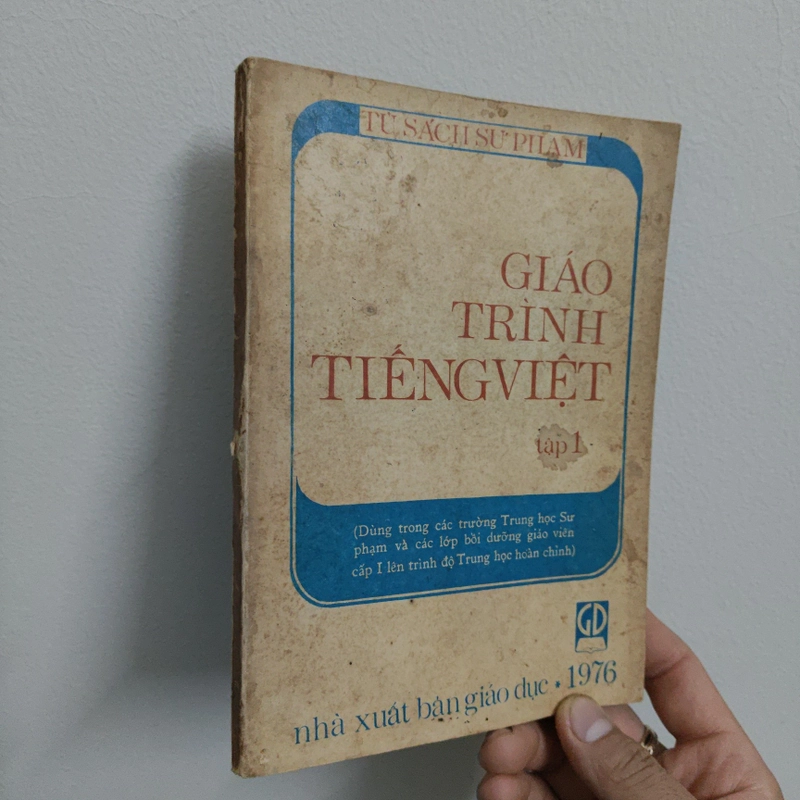 TỦ SÁCH SƯ PHẠM
GIÁO
TRÌNH
TIẾNG VIỆT
tập 1
(Dùng trong các trường Trung học Sư
phạm và các lớp bồi dưỡng giáo viên
cấp I lên trình độ Trung học hoàn chỉnh)
GD
nhà xuất bản giáo dục • 1976